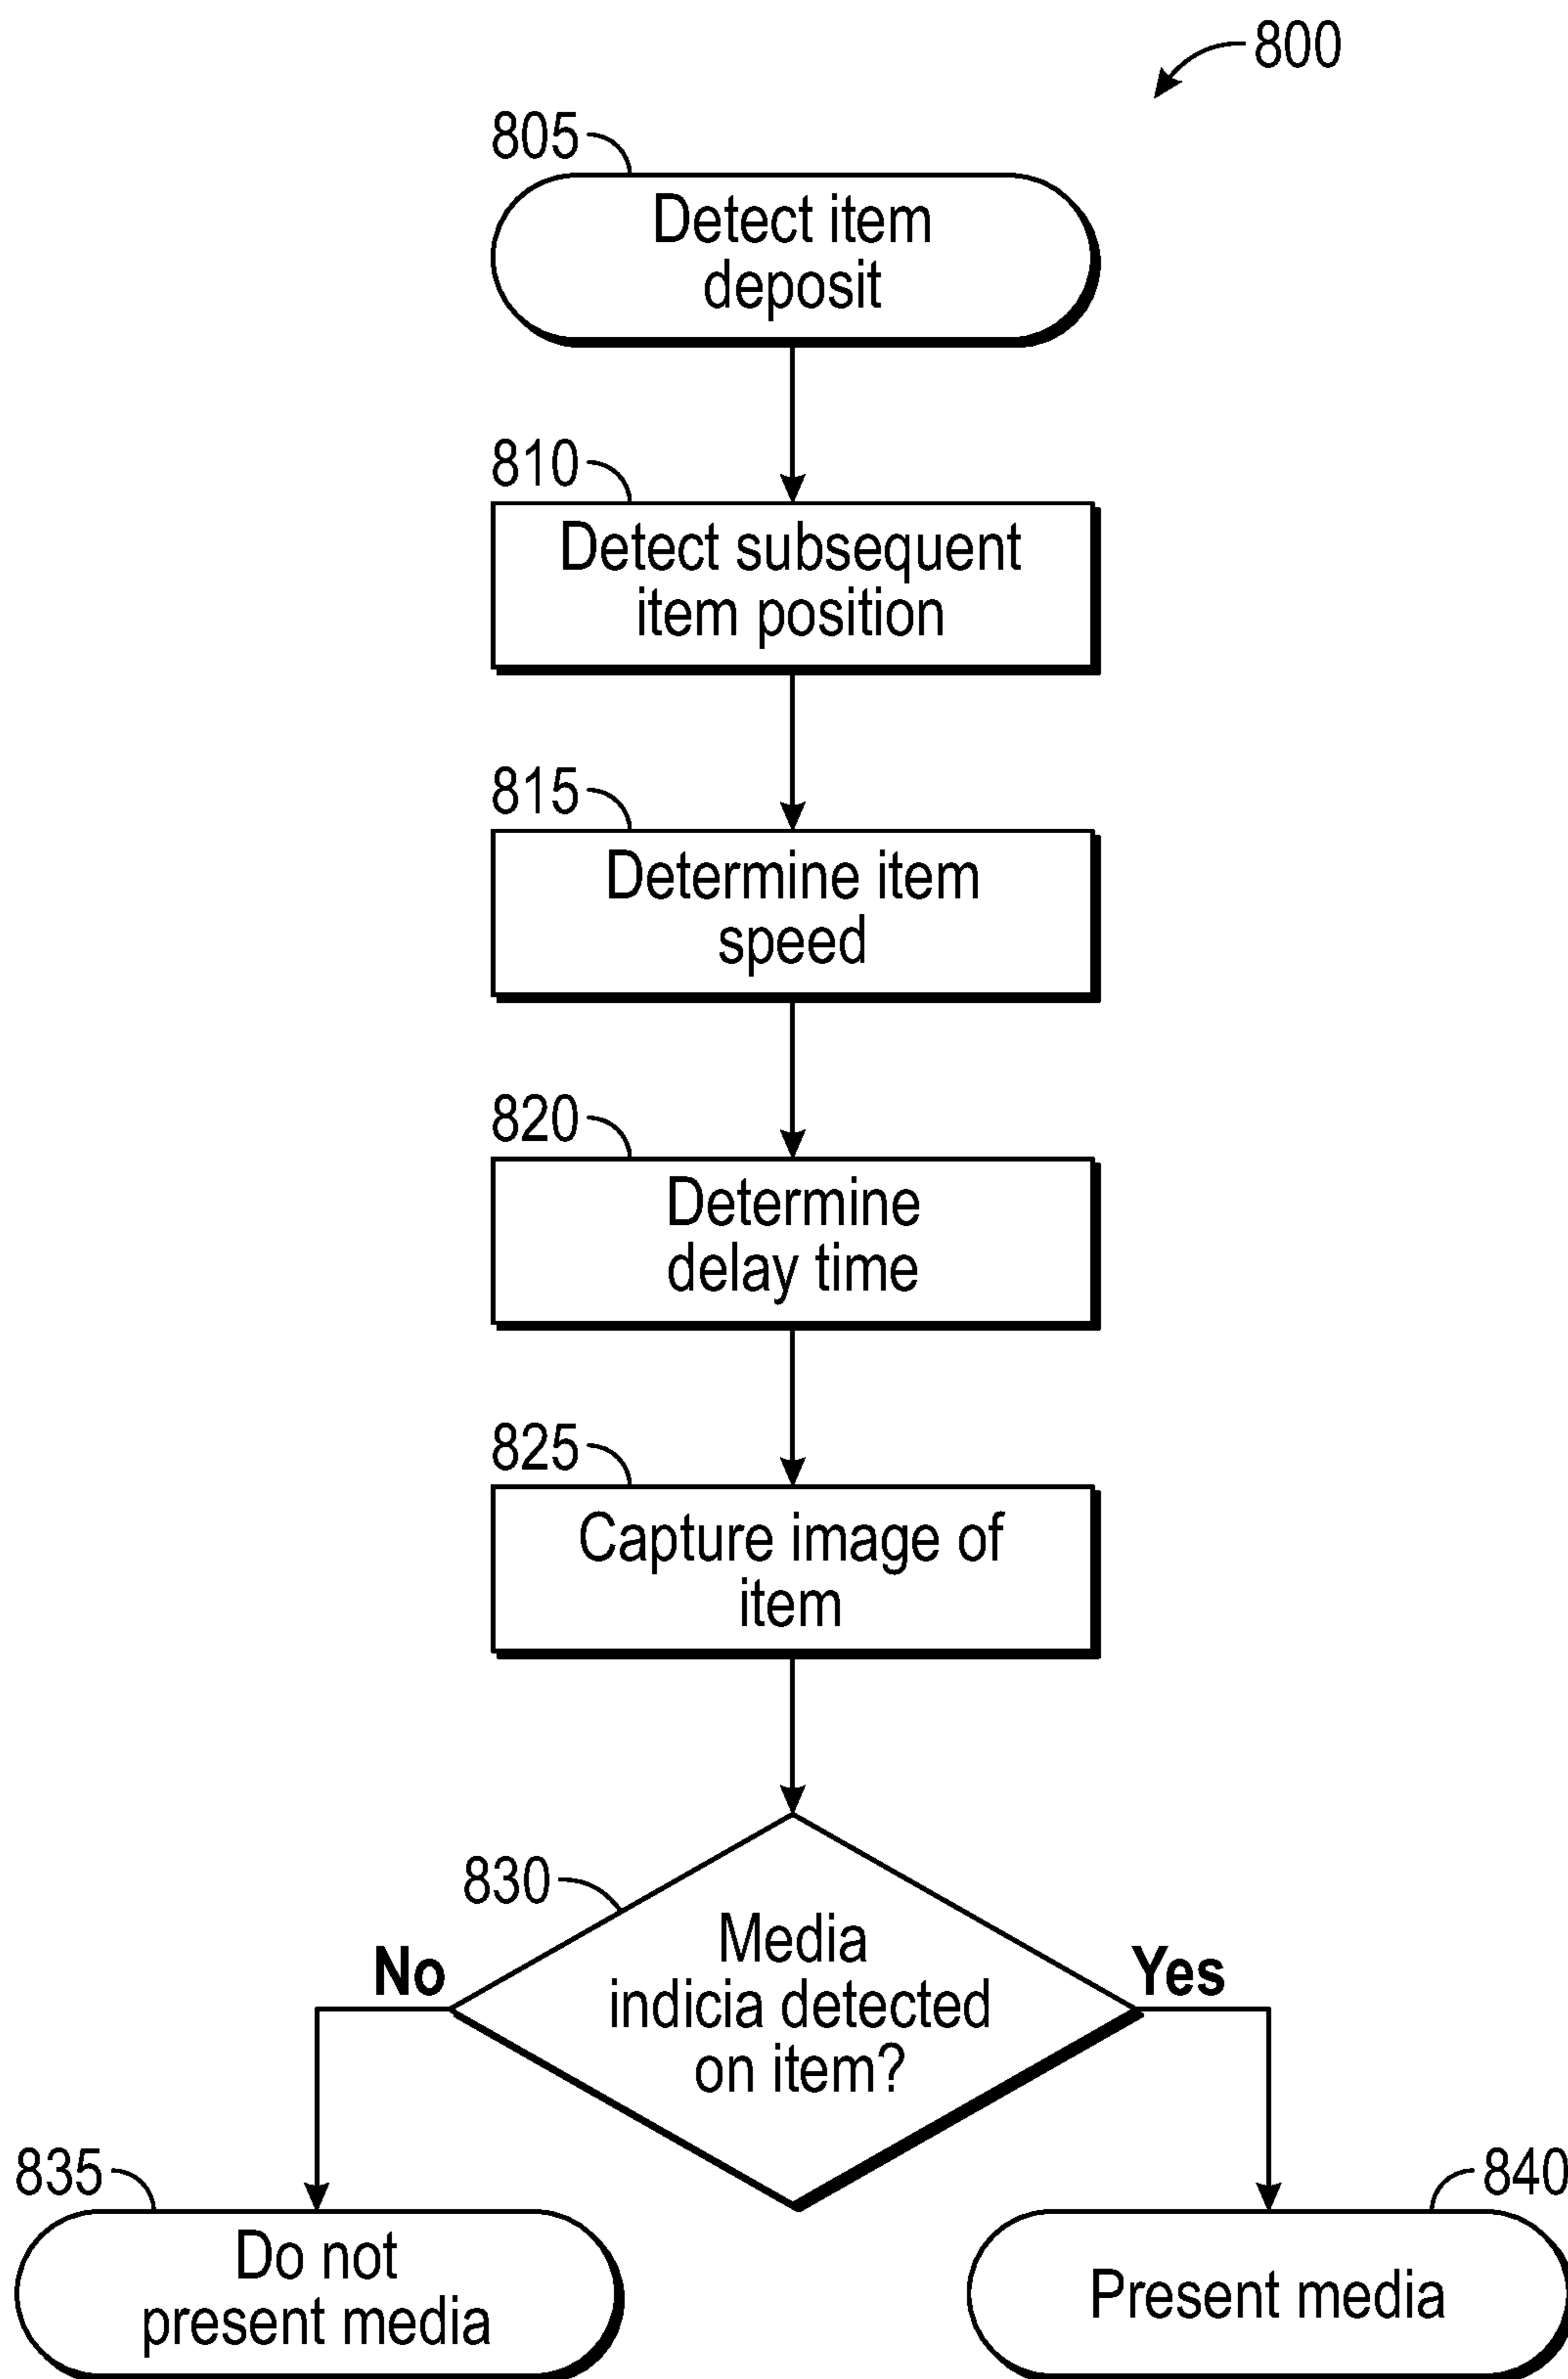 800
805
Detect item
deposit
810
Detect subsequent
item position
815
Determine item
speed
820
Determine
delay time
825
Capture image of
item
830
Media
indicia detected
on item?
No
Yes
835
Do not
present media
840
Present media